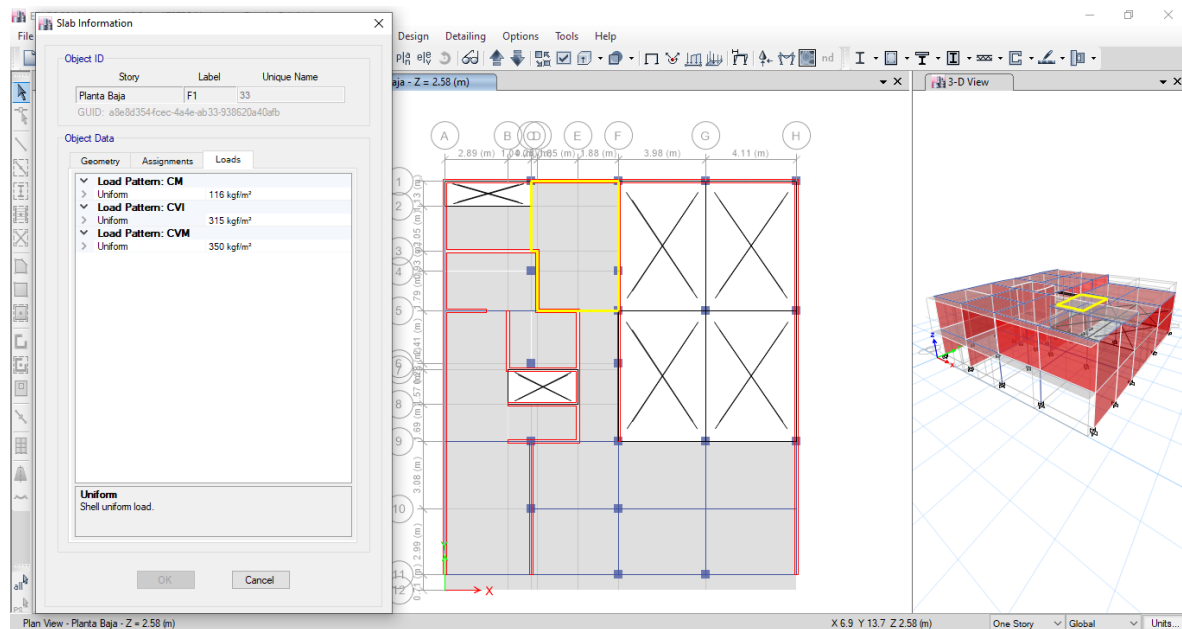 Slab Information
File
Design Detailing Options Tools Help
Object ID
Story Label Unique Name
Planta Baja F1 33
GUID: a8e8d354-fcec-4a4e-ab33-938620a40afb
Object Data
Geometry Assignments Loads
Load Pattern: CM
Uniform 116 kgf/m²
Load Pattern: CVI
Uniform 315 kgf/m²
Load Pattern: CVM
Uniform 350 kgf/m²
Uniform
Shell uniform load.
OK Cancel
nd
aja - Z = 2.58 (m)
3-D View
A B D E F G H
2.89 (m) 1.88 (m) 3.98 (m) 4.11 (m)
1
2
3
4
5
8
9
3.08 (m)
10
2.99 (m)
11
12
X
all
Plan View - Planta Baja - Z = 2.58 (m) X 6.9 Y 13.7 Z 2.58 (m) One Story Global Units...